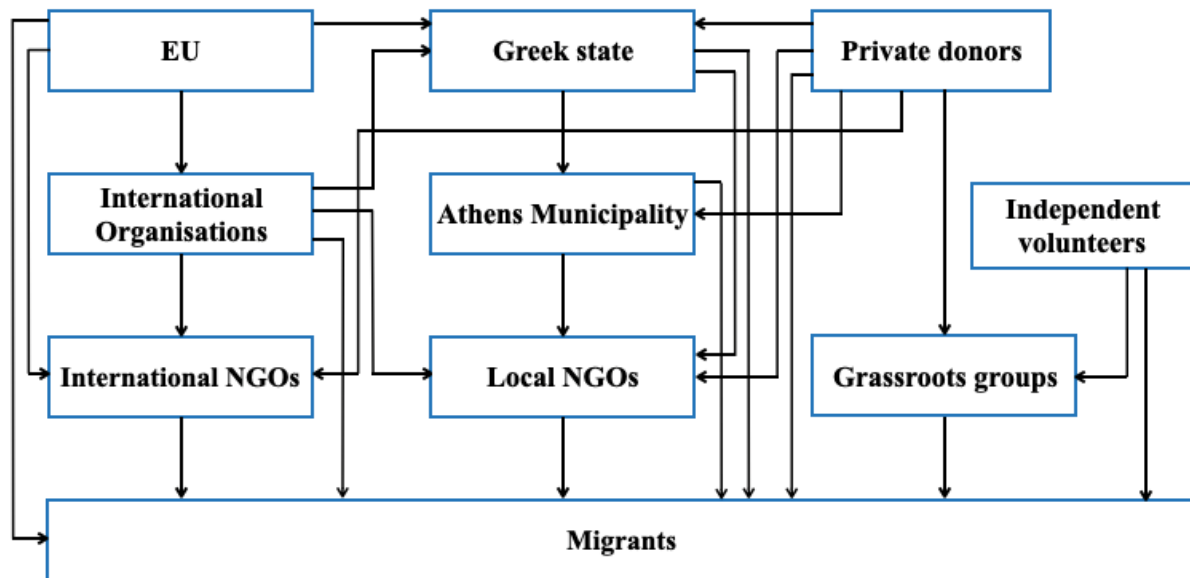 EU
Greek state
Private donors
International
Organisations
Athens Municipality
Independent
volunteers
International NGOs
Local NGOs
Grassroots groups
Migrants